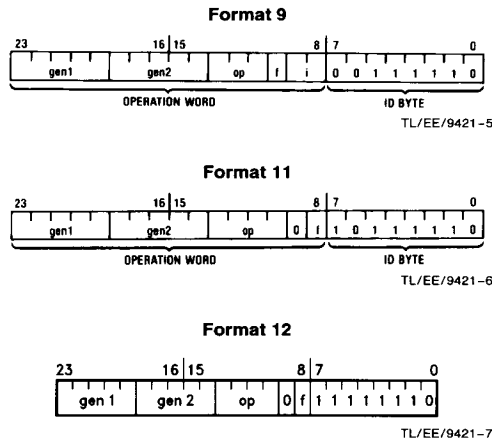 Format 9
23 16 15 8 7 0
gen1 gen2 op f i 0 0 1 1 1 1 1 0
OPERATION WORD ID BYTE
TL/EE/9421-5
Format 11
23 16 15 8 7 0
gen1 gen2 op 0 f 1 0 1 1 1 1 1 0
OPERATION WORD ID BYTE
TL/EE/9421-6
Format 12
23 16 15 8 7 0
gen 1 gen 2 op 0 f 1 1 1 1 1 1 1 0
TL/EE/9421-7